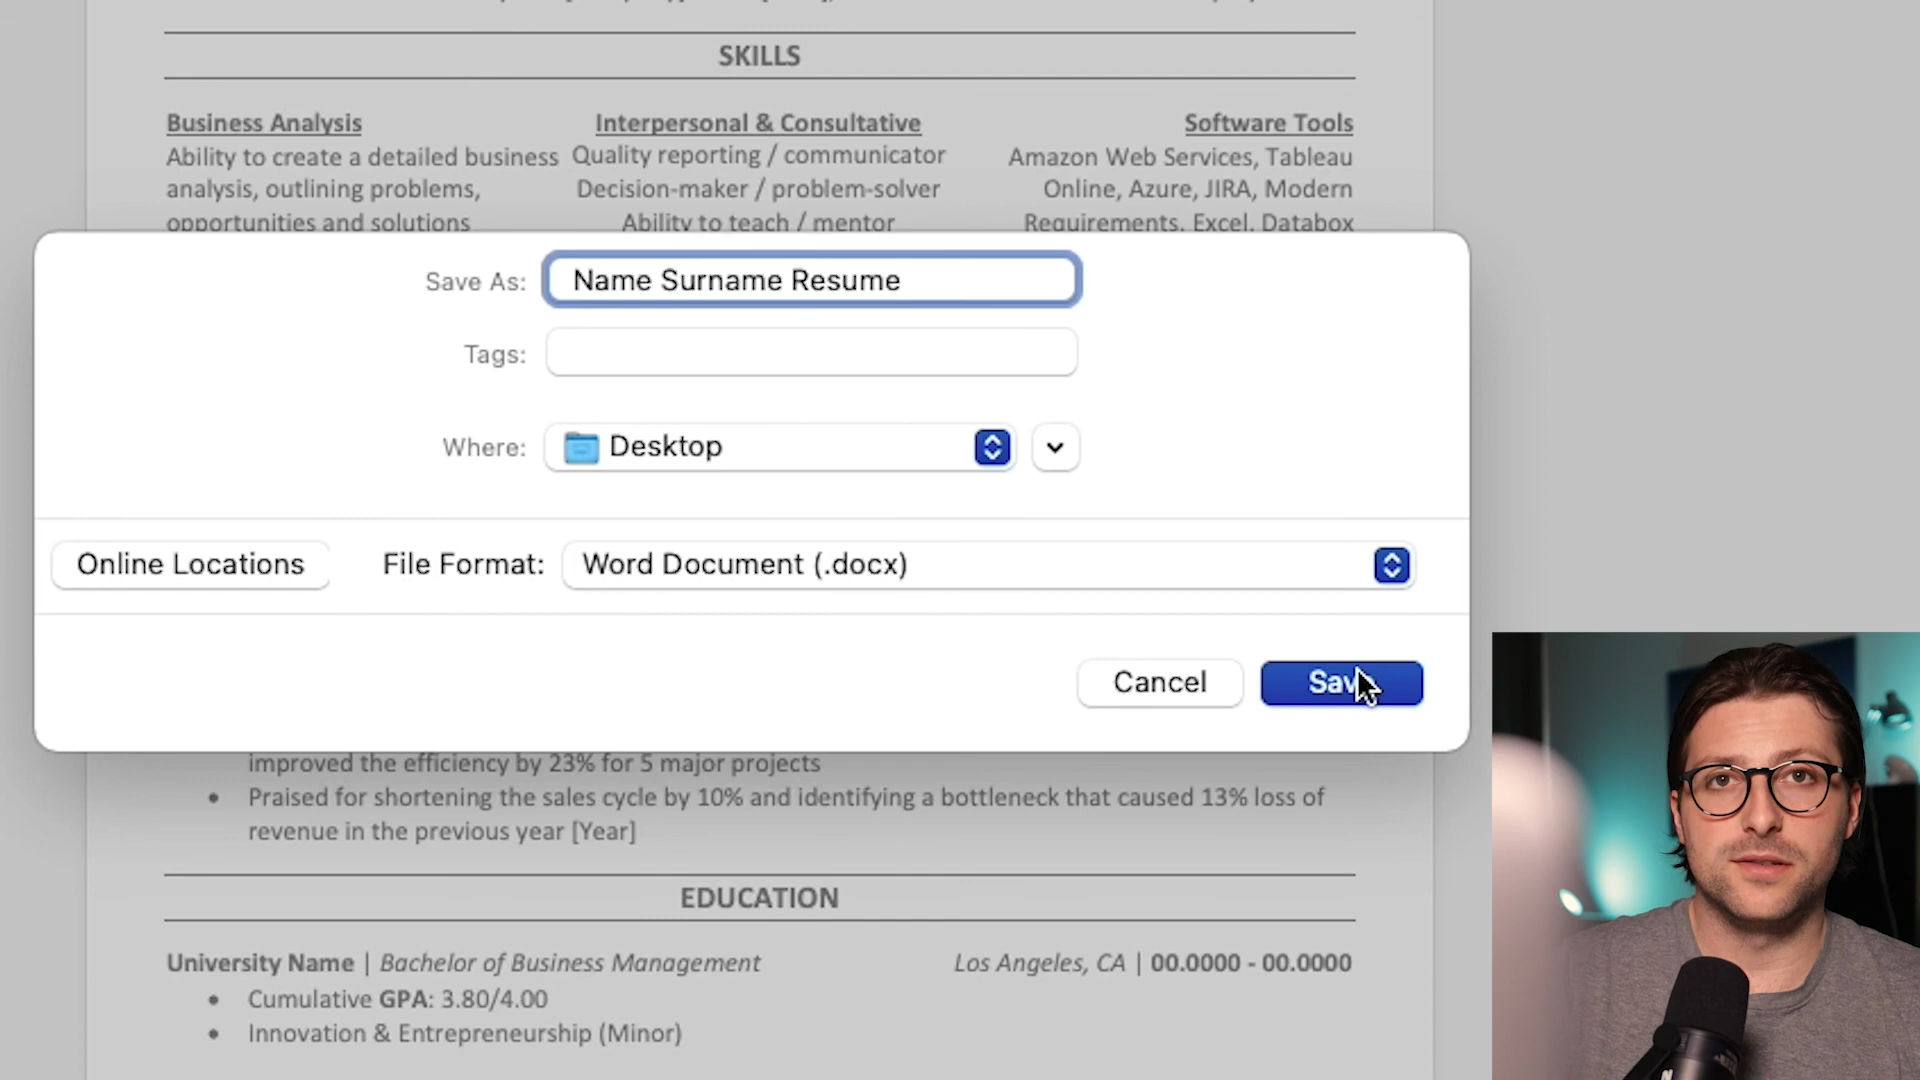 SKILLS
Business Analysis
Ability to create a detailed business
analysis, outlining problems,
opportunities and solutions
Interpersonal & Consultative
Quality reporting / communicator
Decision-maker / problem-solver
Ability to teach / mentor
Software Tools
Amazon Web Services, Tableau
Online, Azure, JIRA, Modern
Requirements, Excel, Databox
Save As: Name Surname Resume
Tags:
Where: Desktop
Online Locations File Format: Word Document (.docx)
Cancel Save
improved the efficiency by 23% for 5 major projects
• Praised for shortening the sales cycle by 10% and identifying a bottleneck that caused 13% loss of
revenue in the previous year [Year]
EDUCATION
University Name | Bachelor of Business Management Los Angeles, CA | 00.0000 - 00.0000
• Cumulative GPA: 3.80/4.00
• Innovation & Entrepreneurship (Minor)